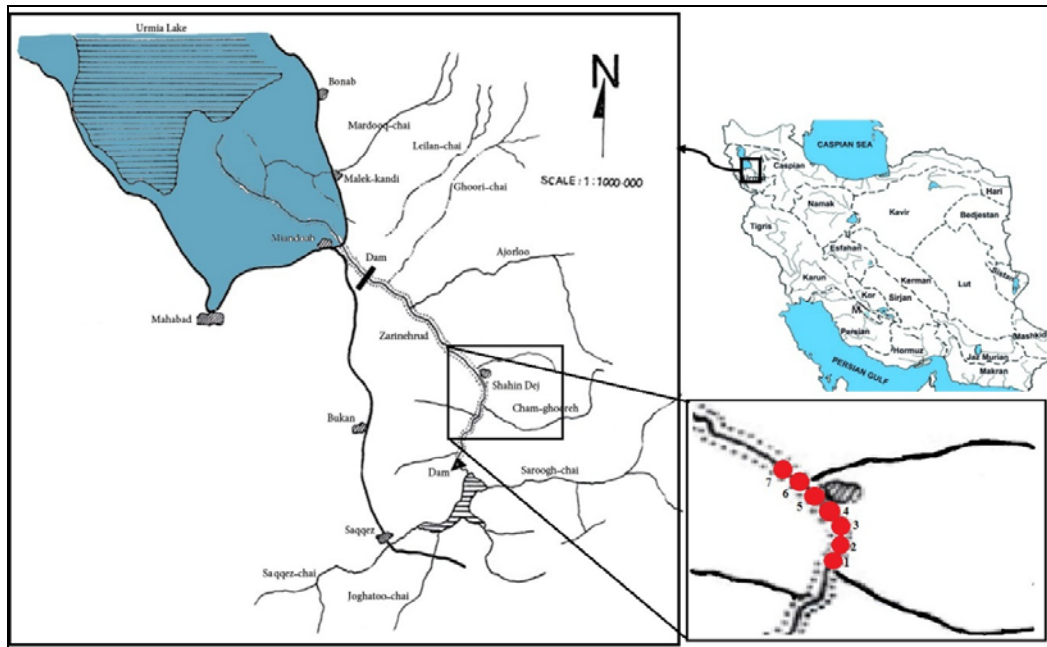 Urmia Lake
Bonab
Mardooq-chai
Leilan-chai
Malek-kandi
Ghoori-chai
N
SCALE : 1 : 1000·000
Dam
Ajorloo
Mahabad
Zarinehrud
Shahin Dej
Cham-ghooreh
Bukan
Dam
Saroogh-chai
Saqqez
Saqqez-chai
Joghatoo-chai
CASPIAN SEA
Caspian
Hari
Namak
Kavir
Bedjestan
Tigris
Esfahan
Sistan
Karun
Kerman
Lut
Kor
Sirjan
M.
Persian
Mashkid
Hormuz
Jaz Murian
Makran
PERSIAN GULF
7
6
5
4
3
2
1